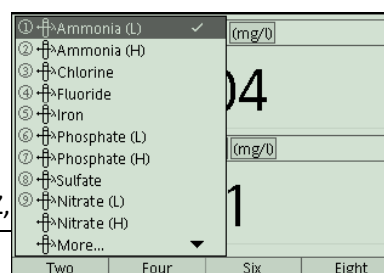 ① Ammonia (L) ✓
② Ammonia (H)
③ Chlorine
④ Fluoride
⑤ Iron
⑥ Phosphate (L)
⑦ Phosphate (H)
⑧ Sulfate
⑨ Nitrate (L)
Nitrate (H)
More...
(mg/l)
04
(mg/l)
1
Two Four Six Eight